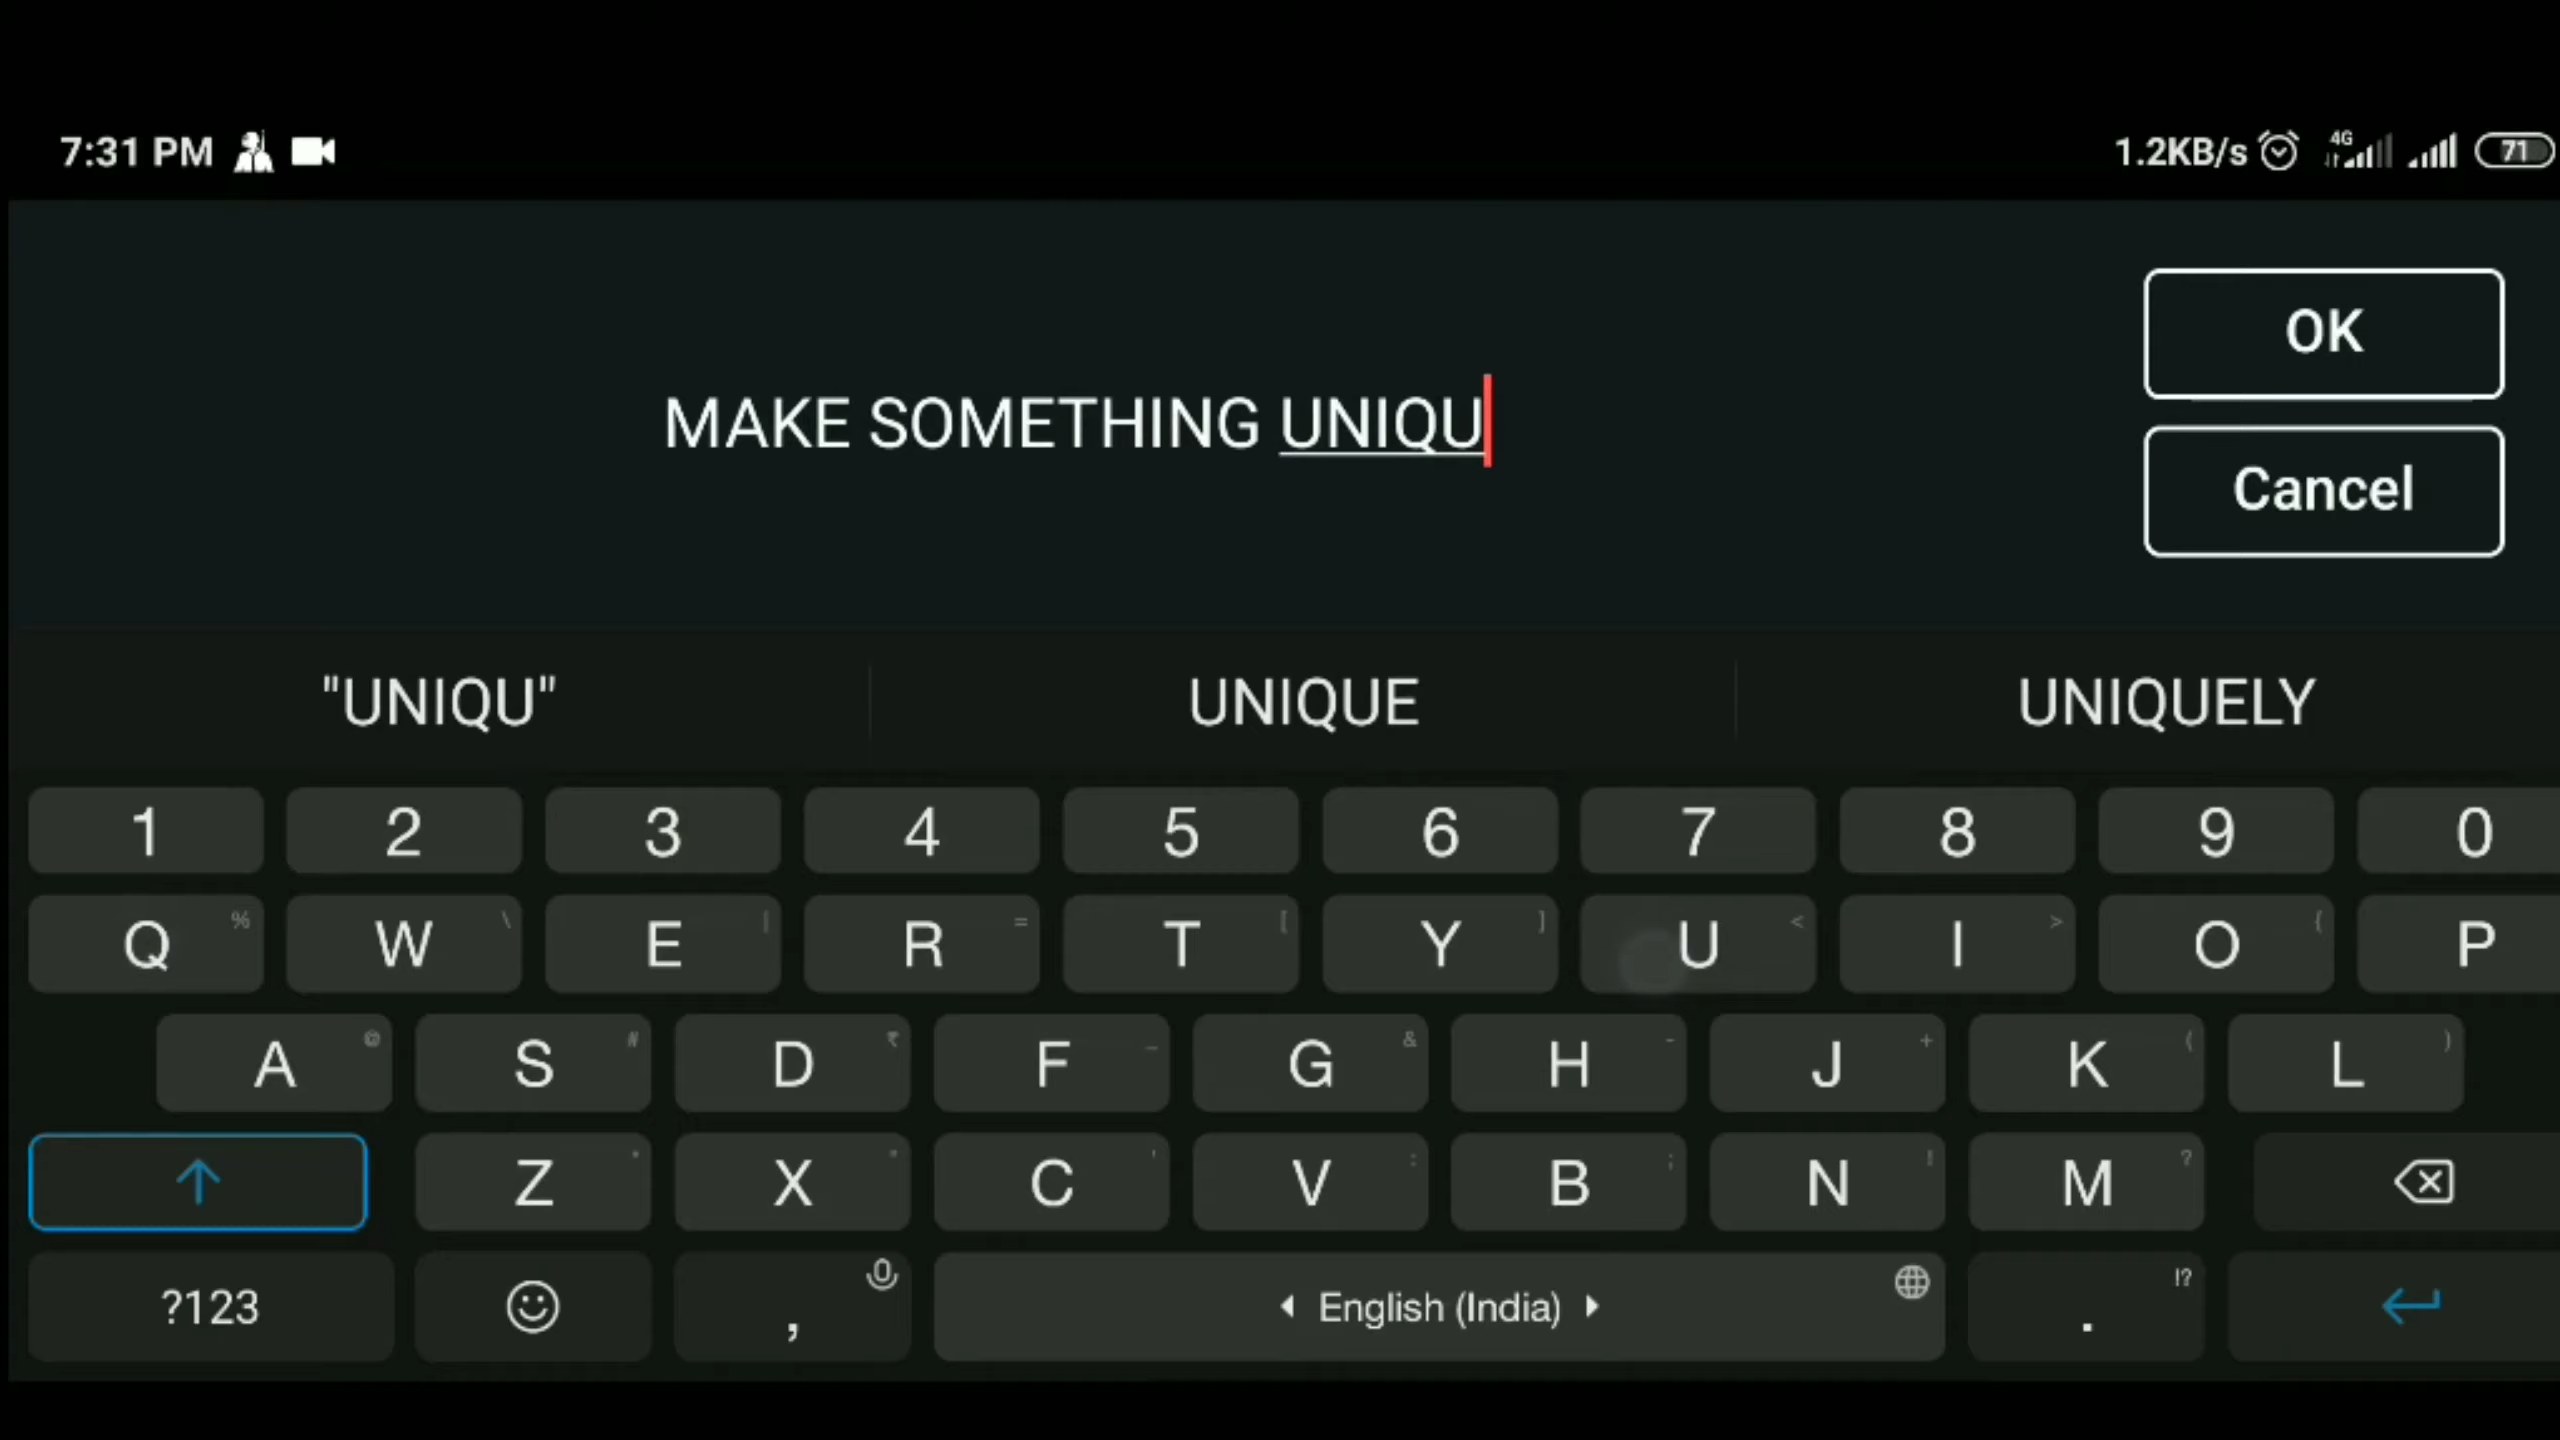 7:31 PM 1.2KB/s 4G 71
OK
MAKE SOMETHING UNIQU
Cancel
"UNIQU" UNIQUE UNIQUELY
1 2 3 4 5 6 7 8 9 0
Q % W \ E | R = T [ Y ] U < I > O { P
A @ S # D ₹ F _ G & H - J + K ( L )
Z X C ' V : B ; N ! M ?
?123 , English (India) . !?